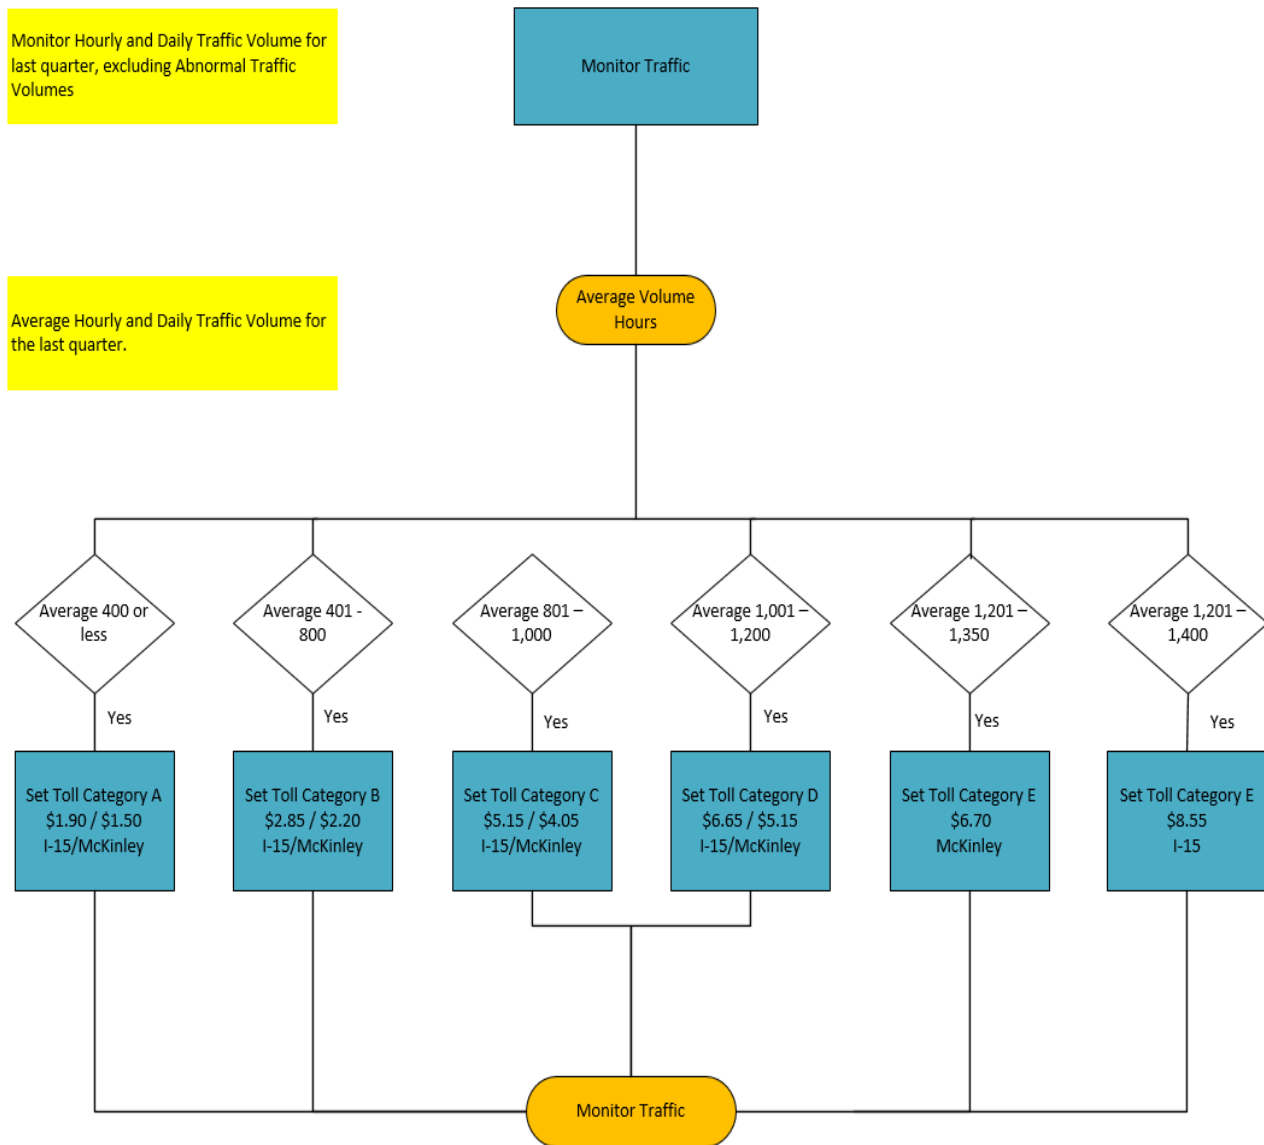 Monitor Hourly and Daily Traffic Volume for
last quarter, excluding Abnormal Traffic
Volumes
Monitor Traffic
Average Hourly and Daily Traffic Volume for
the last quarter.
Average Volume
Hours
Average 400 or
less
Average 401 -
800
Average 801 –
1,000
Average 1,001 –
1,200
Average 1,201 –
1,350
Average 1,201 –
1,400
Yes
Yes
Yes
Yes
Yes
Yes
Set Toll Category A
$1.90 / $1.50
I-15/McKinley
Set Toll Category B
$2.85 / $2.20
I-15/McKinley
Set Toll Category C
$5.15 / $4.05
I-15/McKinley
Set Toll Category D
$6.65 / $5.15
I-15/McKinley
Set Toll Category E
$6.70
McKinley
Set Toll Category E
$8.55
I-15
Monitor Traffic